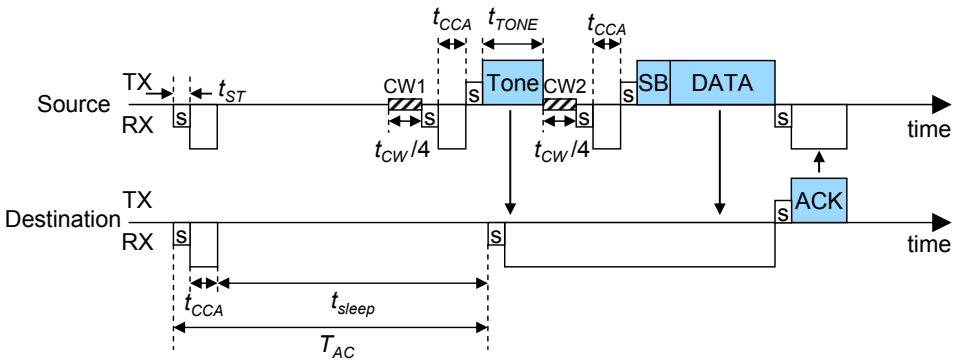 t_CCA
t_TONE
t_CCA
TX
t_ST
CW1
S
Tone
CW2
S
SB
DATA
Source
RX
S
S
S
S
time
t_CW/4
t_CW/4
TX
S
ACK
Destination
RX
S
S
time
t_CCA
t_sleep
T_AC